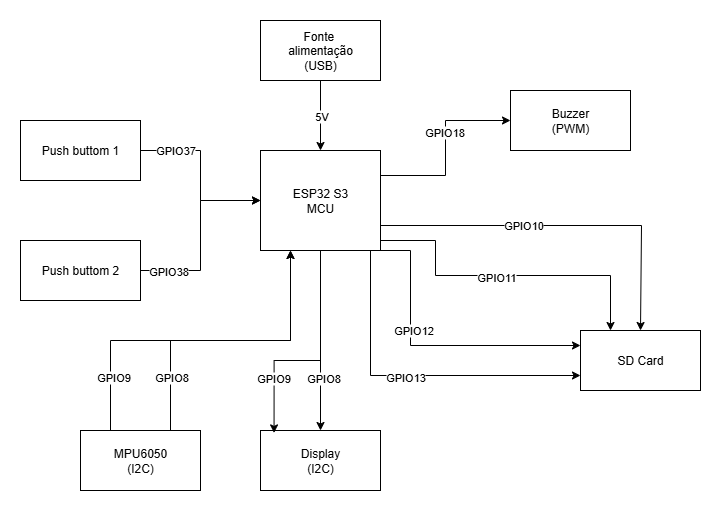 Fonte
alimentação
(USB)
5V
Buzzer
(PWM)
GPIO18
Push buttom 1
GPIO37
ESP32 S3
MCU
GPIO10
Push buttom 2
GPIO38
GPIO11
GPIO12
SD Card
GPIO9
GPIO8
GPIO9
GPIO8
GPIO13
MPU6050
(I2C)
Display
(I2C)